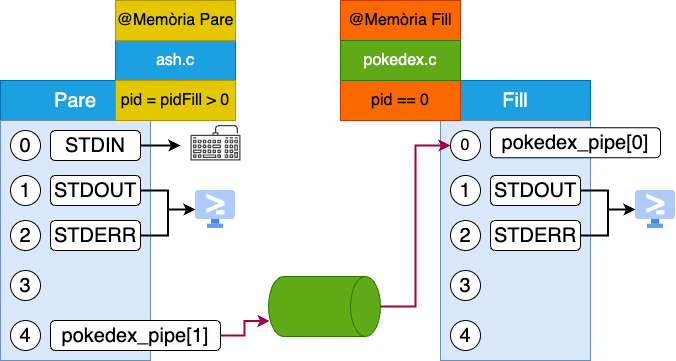 @Memòria Pare
ash.c
Pare
pid = pidFill > 0
0 STDIN
1 STDOUT
2 STDERR
3
4 pokedex_pipe[1]
@Memòria Fill
pokedex.c
pid == 0
Fill
0 pokedex_pipe[0]
1 STDOUT
2 STDERR
3
4